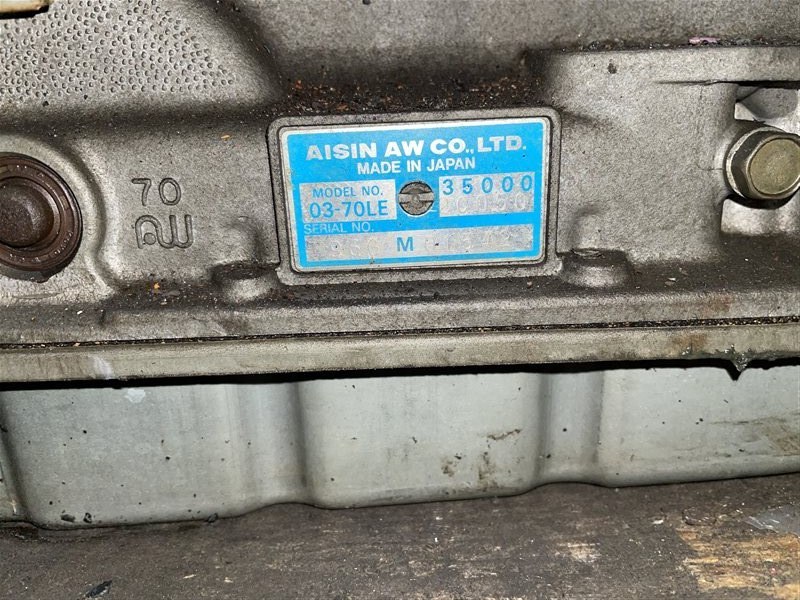 AISIN AW CO.,LTD.
MADE IN JAPAN
MODEL NO. 35000
03-70LE
SERIAL NO.
M
70
AW